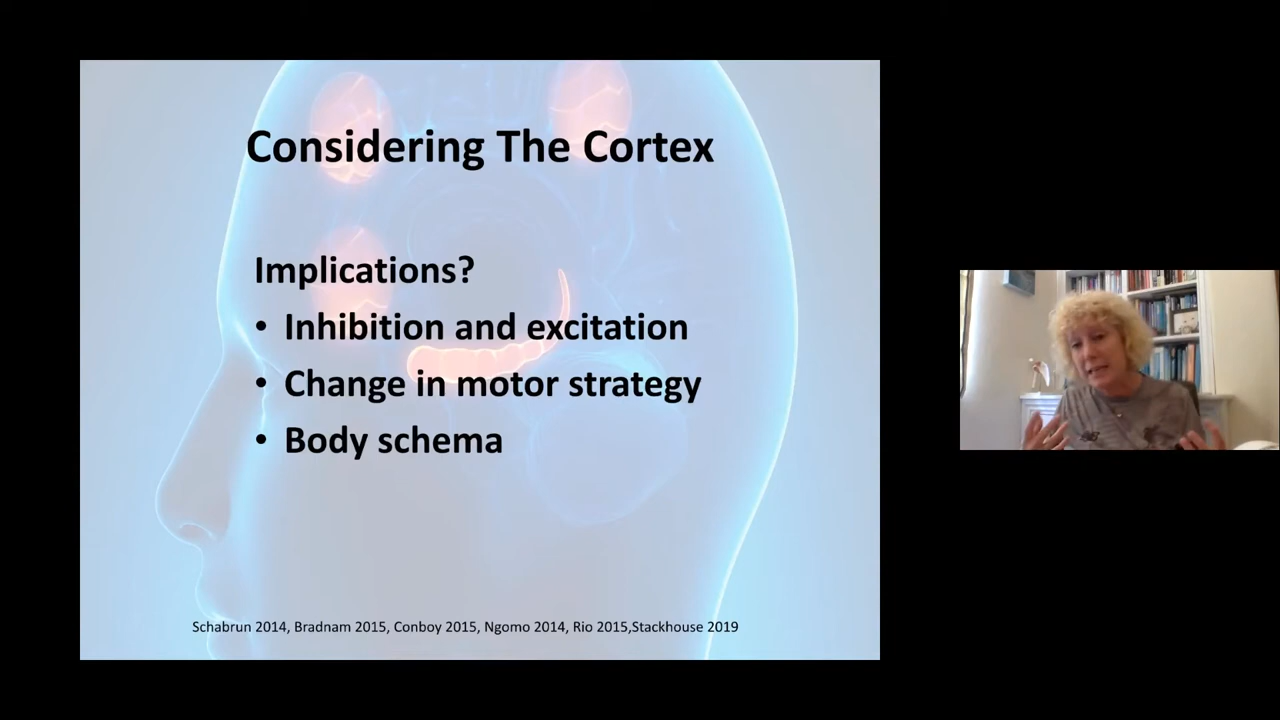 Considering The Cortex
Implications?
• Inhibition and excitation
• Change in motor strategy
• Body schema
Schabrun 2014, Bradnam 2015, Conboy 2015, Ngomo 2014, Rio 2015,Stackhouse 2019